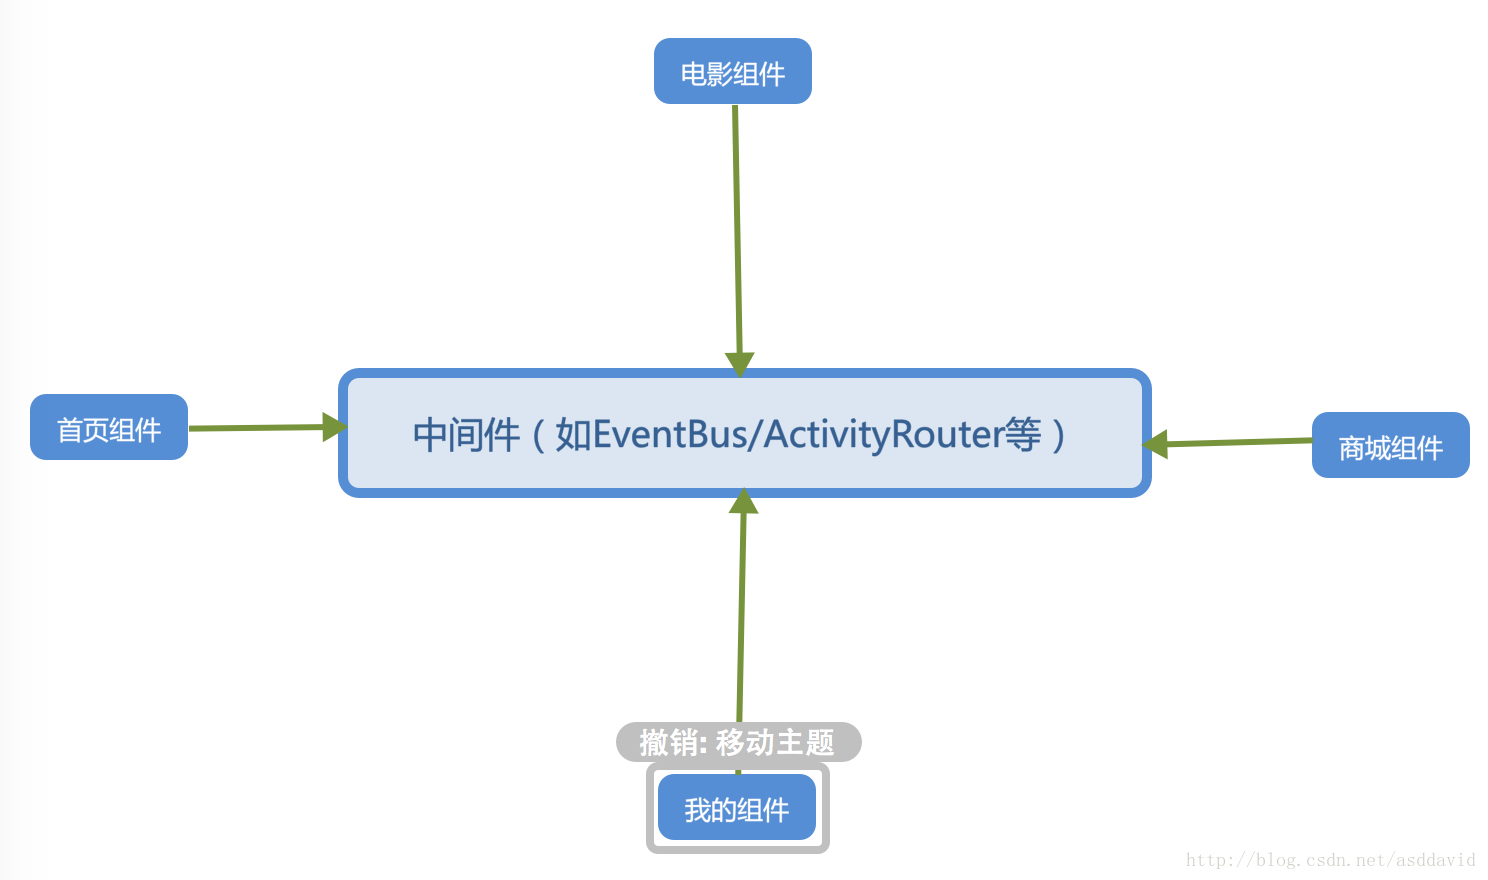 电影组件
首页组件
中间件（如EventBus/ActivityRouter等）
商城组件
撤销: 移动主题
我的组件
http://blog.csdn.net/asddavid